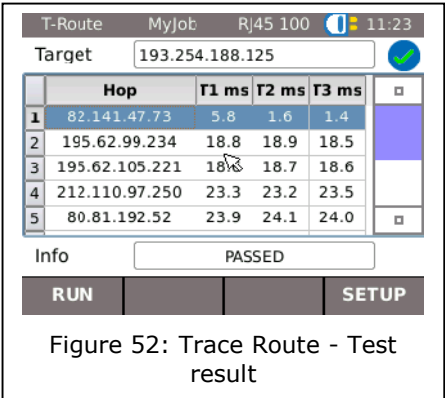 T-Route MyJob RJ45 100 11:23
Target 193.254.188.125
Hop T1 ms T2 ms T3 ms
1 82.141.47.73 5.8 1.6 1.4
2 195.62.99.234 18.8 18.9 18.5
3 195.62.105.221 18.7 18.6
4 212.110.97.250 23.3 23.2 23.5
5 80.81.192.52 23.9 24.1 24.0
Info PASSED
RUN SETUP
Figure 52: Trace Route - Test
result